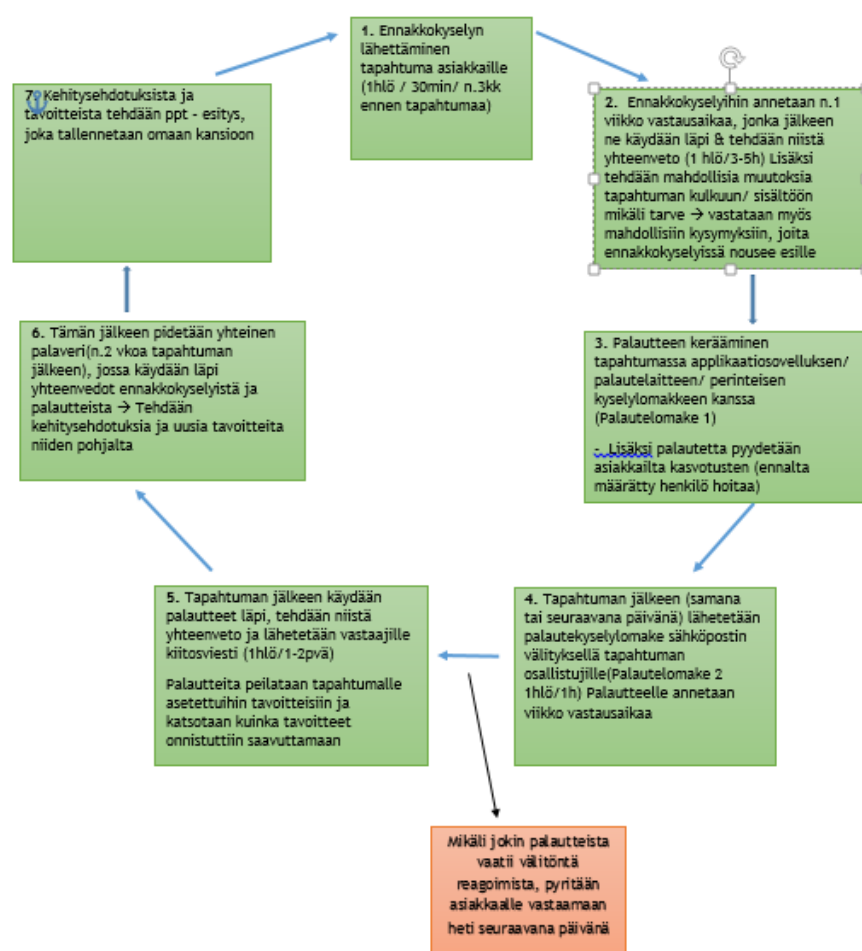 1. Ennakkokyselyn
lähettäminen
tapahtuma asiakkaille
(1hlö / 30min/ n.3kk
ennen tapahtumaa)
2. Ennakkokyselyihin annetaan n.1
viikko vastausaikaa, jonka jälkeen
ne käydään läpi & tehdään niistä
yhteenveto (1 hlö/3-5h) Lisäksi
tehdään mahdollisia muutoksia
tapahtuman kulkuun/ sisältöön
mikäli tarve → vastataan myös
mahdollisiin kysymyksiin, joita
ennakkokyselyissä nousee esille
3. Palautteen kerääminen
tapahtumassa applikaatiosovelluksen/
palautelaitteen/ perinteisen
kyselylomakkeen kanssa
(Palautelomake 1)
- Lisäksi palautetta pyydetään
asiakkailta kasvotusten (ennalta
määrätty henkilö hoitaa)
4. Tapahtuman jälkeen (samana
tai seuraavana päivänä) lähetetään
palautekyselylomake sähköpostin
välityksellä tapahtuman
osallistujille(Palautelomake 2
1hlö/1h) Palautteelle annetaan
viikko vastausaikaa
5. Tapahtuman jälkeen käydään
palautteet läpi, tehdään niistä
yhteenveto ja lähetetään vastaajille
kiitosviesti (1hlö/1-2pvä)
Palautteita peilataan tapahtumalle
asetettuihin tavoitteisiin ja
katsotaan kuinka tavoitteet
onnistuttiin saavuttamaan
Mikäli jokin palautteista
vaatii välitöntä
reagoimista, pyritään
asiakkaalle vastaamaan
heti seuraavana päivänä
6. Tämän jälkeen pidetään yhteinen
palaveri(n.2 vkoa tapahtuman
jälkeen), jossa käydään läpi
yhteenvedot ennakkokyselyistä ja
palautteista → Tehdään
kehitysehdotuksia ja uusia tavoitteita
niiden pohjalta
7. Kehitysehdotuksista ja
tavoitteista tehdään ppt - esitys,
joka tallennetaan omaan kansioon